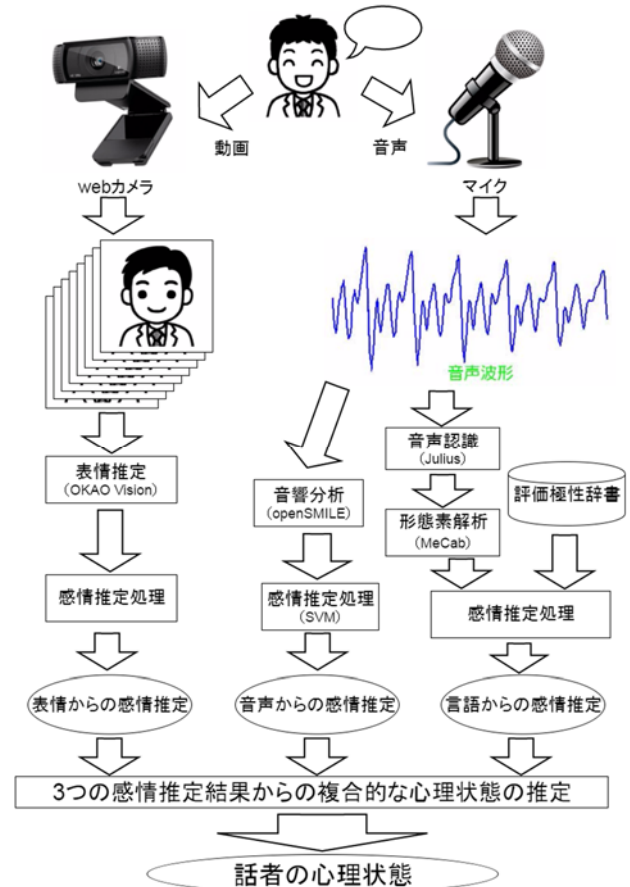 動画
音声
webカメラ
マイク
音声波形
表情推定
(OKAO Vision)
音響分析
(openSMILE)
音声認識
(Julius)
形態素解析
(MeCab)
評価極性辞書
感情推定処理
感情推定処理
(SVM)
感情推定処理
表情からの感情推定
音声からの感情推定
言語からの感情推定
3つの感情推定結果からの複合的な心理状態の推定
話者の心理状態